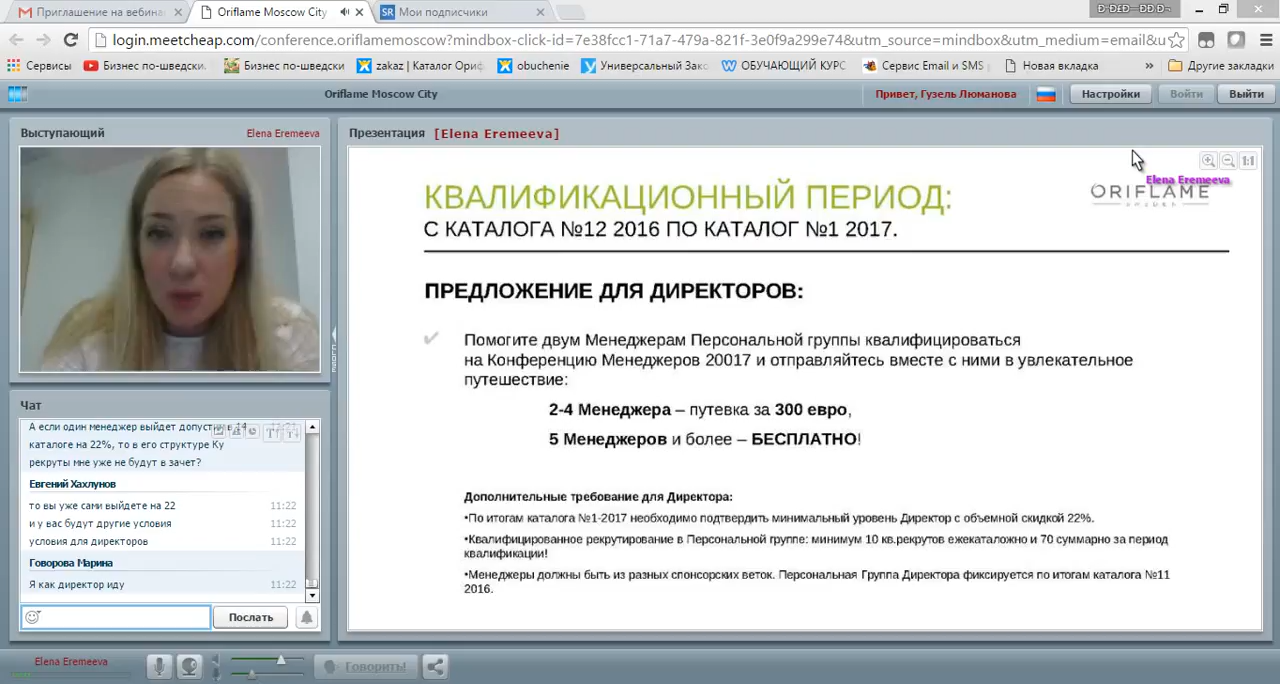 Приглашение на вебина
Oriflame Moscow City
Мои подписчики
login.meetcheap.com/conference.oriflamemoscow?mindbox-click-id=7e38fcc1-71a7-479a-821f-3e0f9a299e74&utm_source=mindbox&utm_medium=email&u
Сервисы
Бизнес по-шведски.
Бизнес по-шведски:
zakaz | Каталог Ориф
obuchenie
Универсальный Зако
ОБУЧАЮЩИЙ КУРС
Сервис Email и SMS
Новая вкладка
»
Другие закладки
Oriflame Moscow City
Привет, Гузель Люманова
Настройки
Войти
Выйти
Выступающий
Elena Eremeeva
Презентация [Elena Eremeeva]
1:1
Elena Eremeeva
ORIFLAME
SWEDEN
КВАЛИФИКАЦИОННЫЙ ПЕРИОД:
С КАТАЛОГА №12 2016 ПО КАТАЛОГ №1 2017.
ПРЕДЛОЖЕНИЕ ДЛЯ ДИРЕКТОРОВ:
✓ Помогите двум Менеджерам Персональной группы квалифицироваться
на Конференцию Менеджеров 20017 и отправляйтесь вместе с ними в увлекательное
путешествие:
2-4 Менеджера – путевка за 300 евро,
5 Менеджеров и более – БЕСПЛАТНО!
Дополнительные требование для Директора:
•По итогам каталога №1-2017 необходимо подтвердить минимальный уровень Директор с объемной скидкой 22%.
•Квалифицированное рекрутирование в Персональной группе: минимум 10 кв.рекрутов ежекаталожно и 70 суммарно за период
квалификации!
•Менеджеры должны быть из разных спонсорских веток. Персональная Группа Директора фиксируется по итогам каталога №11
2016.
Чат
А если один менеджер выйдет допустим в 14
каталоге на 22%, то в его структуре Ку
рекруты мне уже не будут в зачет?
Евгений Хахлунов
то вы уже сами выйдете на 22 11:22
и у вас будут другие условия 11:22
условия для директоров 11:22
Говорова Марина
Я как директор иду 11:22
Послать
Elena Eremeeva
Говорить!